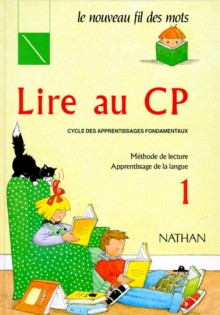 le nouveau fil des mots
Lire au CP
CYCLE DES APPRENTISSAGES FONDAMENTAUX
Méthode de lecture
Apprentissage de la langue
1
NATHAN